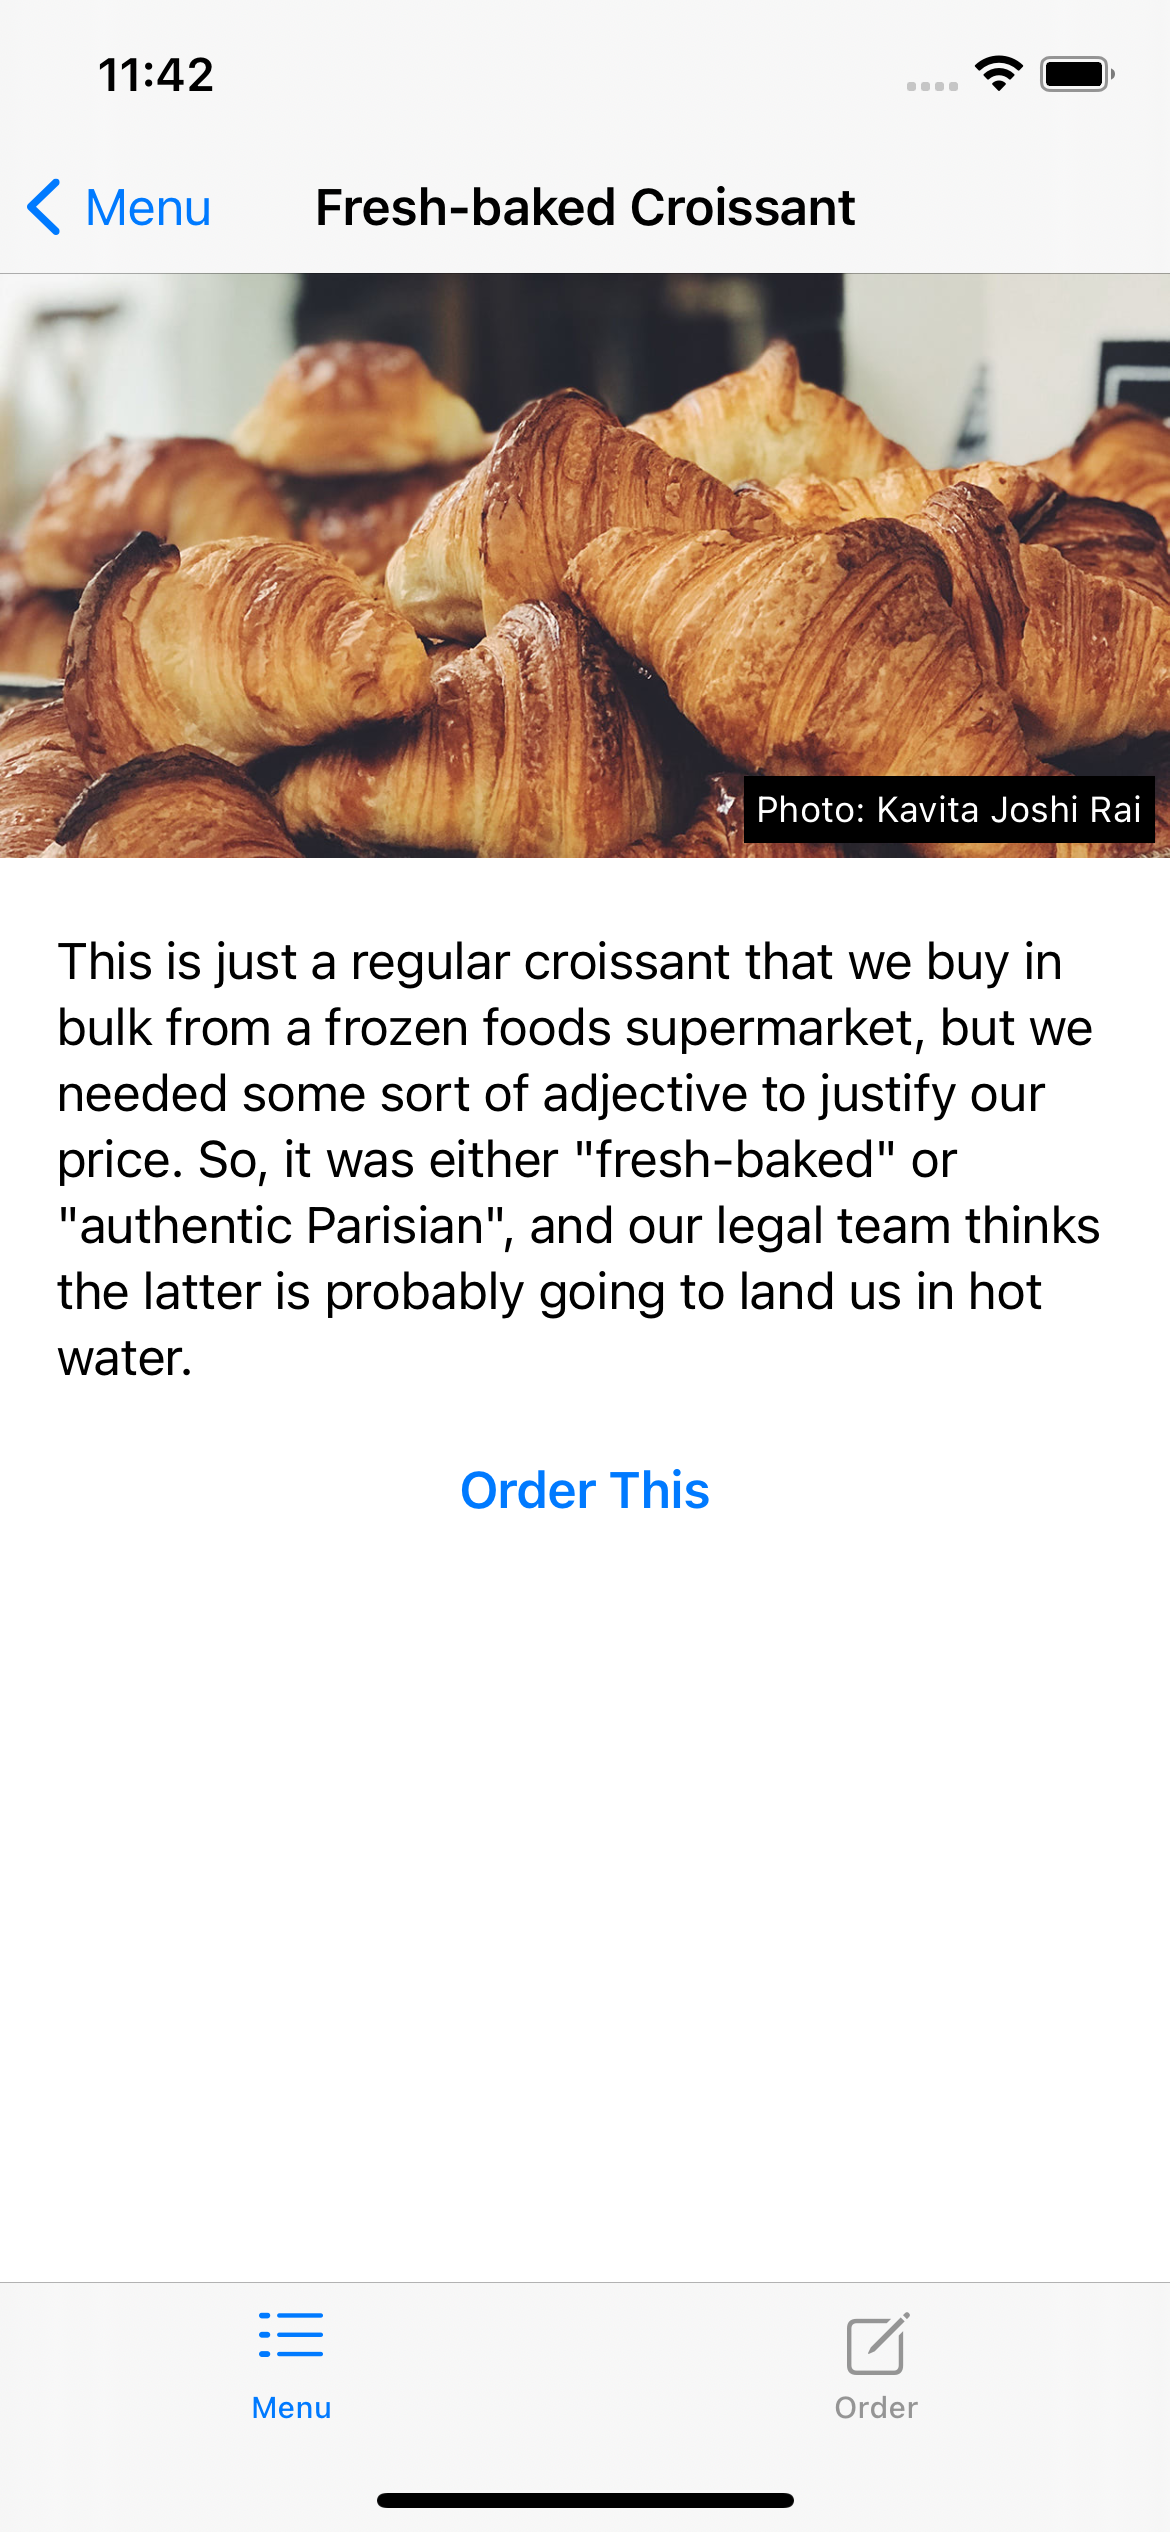 11:42
Menu
Fresh-baked Croissant
Photo: Kavita Joshi Rai
This is just a regular croissant that we buy in
bulk from a frozen foods supermarket, but we
needed some sort of adjective to justify our
price. So, it was either "fresh-baked" or
"authentic Parisian", and our legal team thinks
the latter is probably going to land us in hot
water.
Order This
Menu
Order